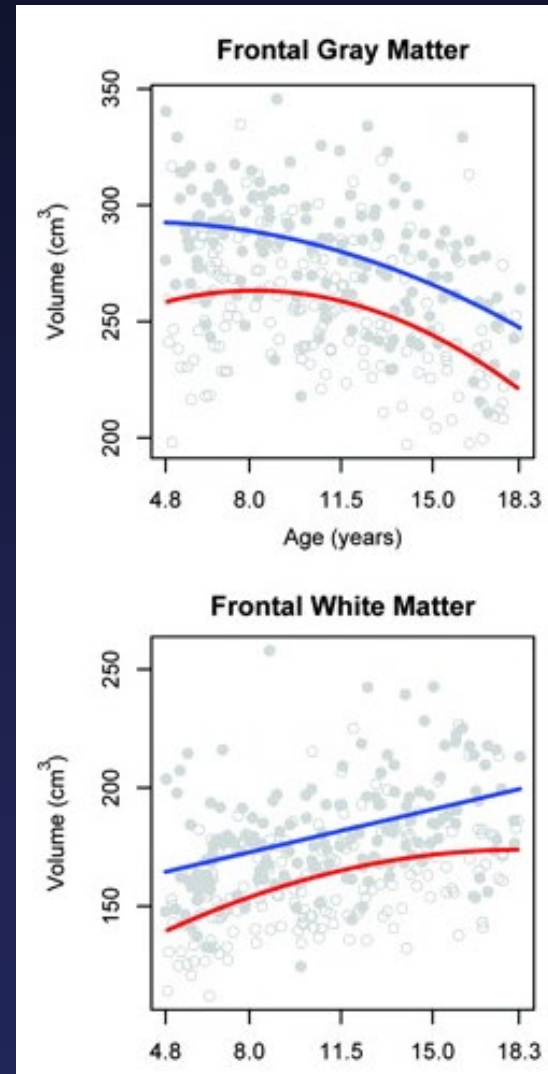 Frontal Gray Matter
Volume (cm³)
350
300
250
200
4.8 8.0 11.5 15.0 18.3
Age (years)
Frontal White Matter
Volume (cm³)
250
200
150
4.8 8.0 11.5 15.0 18.3